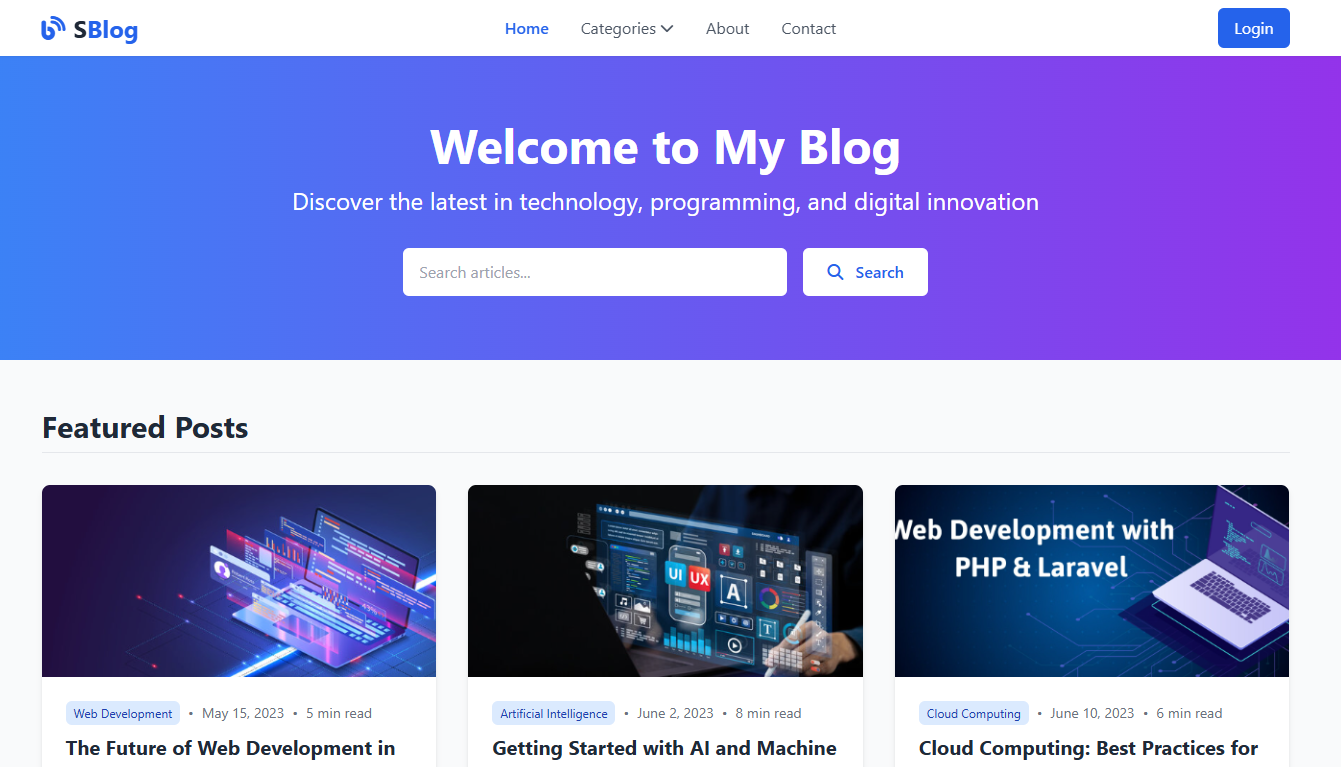 SBlog
Home
Categories
About
Contact
Login
Welcome to My Blog
Discover the latest in technology, programming, and digital innovation
Search articles...
Search
Featured Posts
UI UX
A
T
Web Development with
PHP & Laravel
Web Development • May 15, 2023 • 5 min read
The Future of Web Development in
Artificial Intelligence • June 2, 2023 • 8 min read
Getting Started with AI and Machine
Cloud Computing • June 10, 2023 • 6 min read
Cloud Computing: Best Practices for